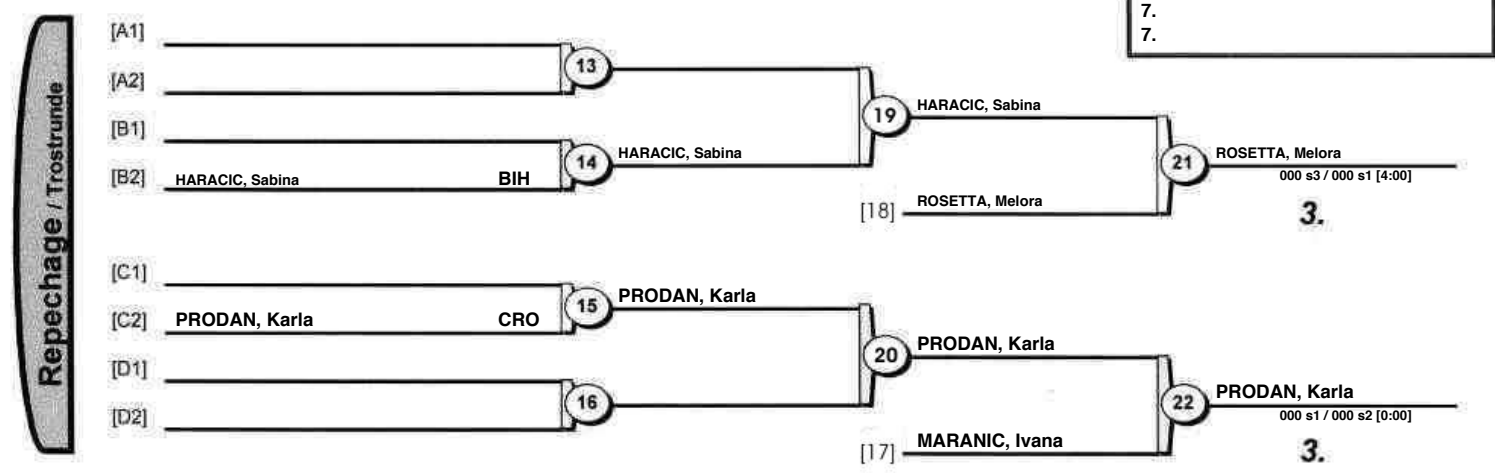 7.
7.
Repechage / Trostrunde
[A1]
13
[A2]
[B1]
19
HARACIC, Sabina
14
HARACIC, Sabina
[B2]
HARACIC, Sabina
BIH
21
ROSETTA, Melora
000 s3 / 000 s1 [4:00]
[18]
ROSETTA, Melora
3.
[C1]
15
PRODAN, Karla
[C2]
PRODAN, Karla
CRO
20
PRODAN, Karla
[D1]
16
[D2]
22
PRODAN, Karla
000 s1 / 000 s2 [0:00]
[17]
MARANIC, Ivana
3.